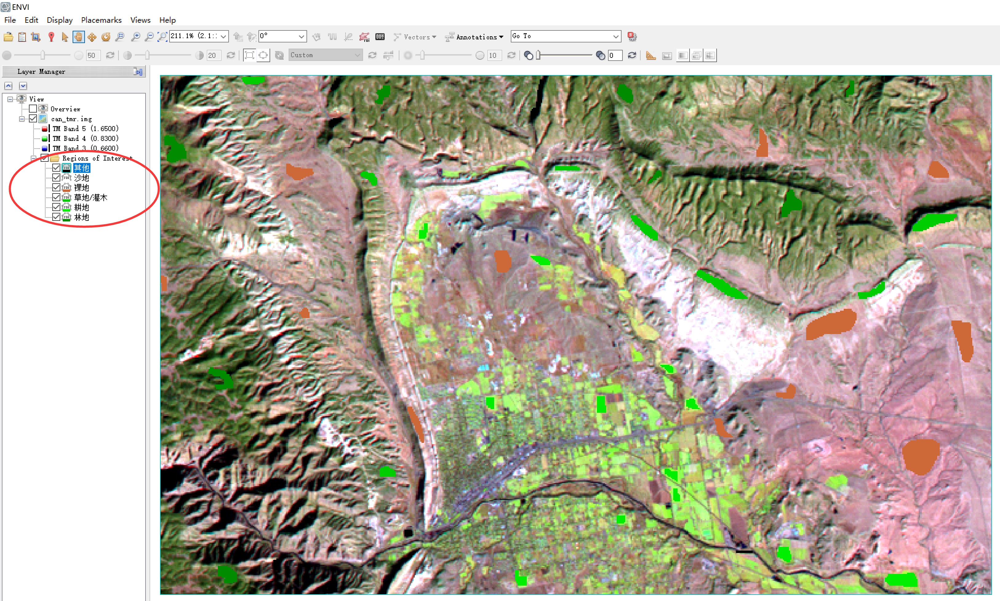 ENVI
File Edit Display Placemarks Views Help
211.1% (2.1:: 0° roi Vectors Annotations Go To
50 20 Custom 10 0
Layer Manager
View
Overview
can_tmr.img
TM Band 5 (1.6500)
TM Band 4 (0.8300)
TM Band 3 (0.6600)
Regions of Interest
roi 其他
roi 沙地
roi 裸地
roi 草地/灌木
roi 耕地
roi 林地